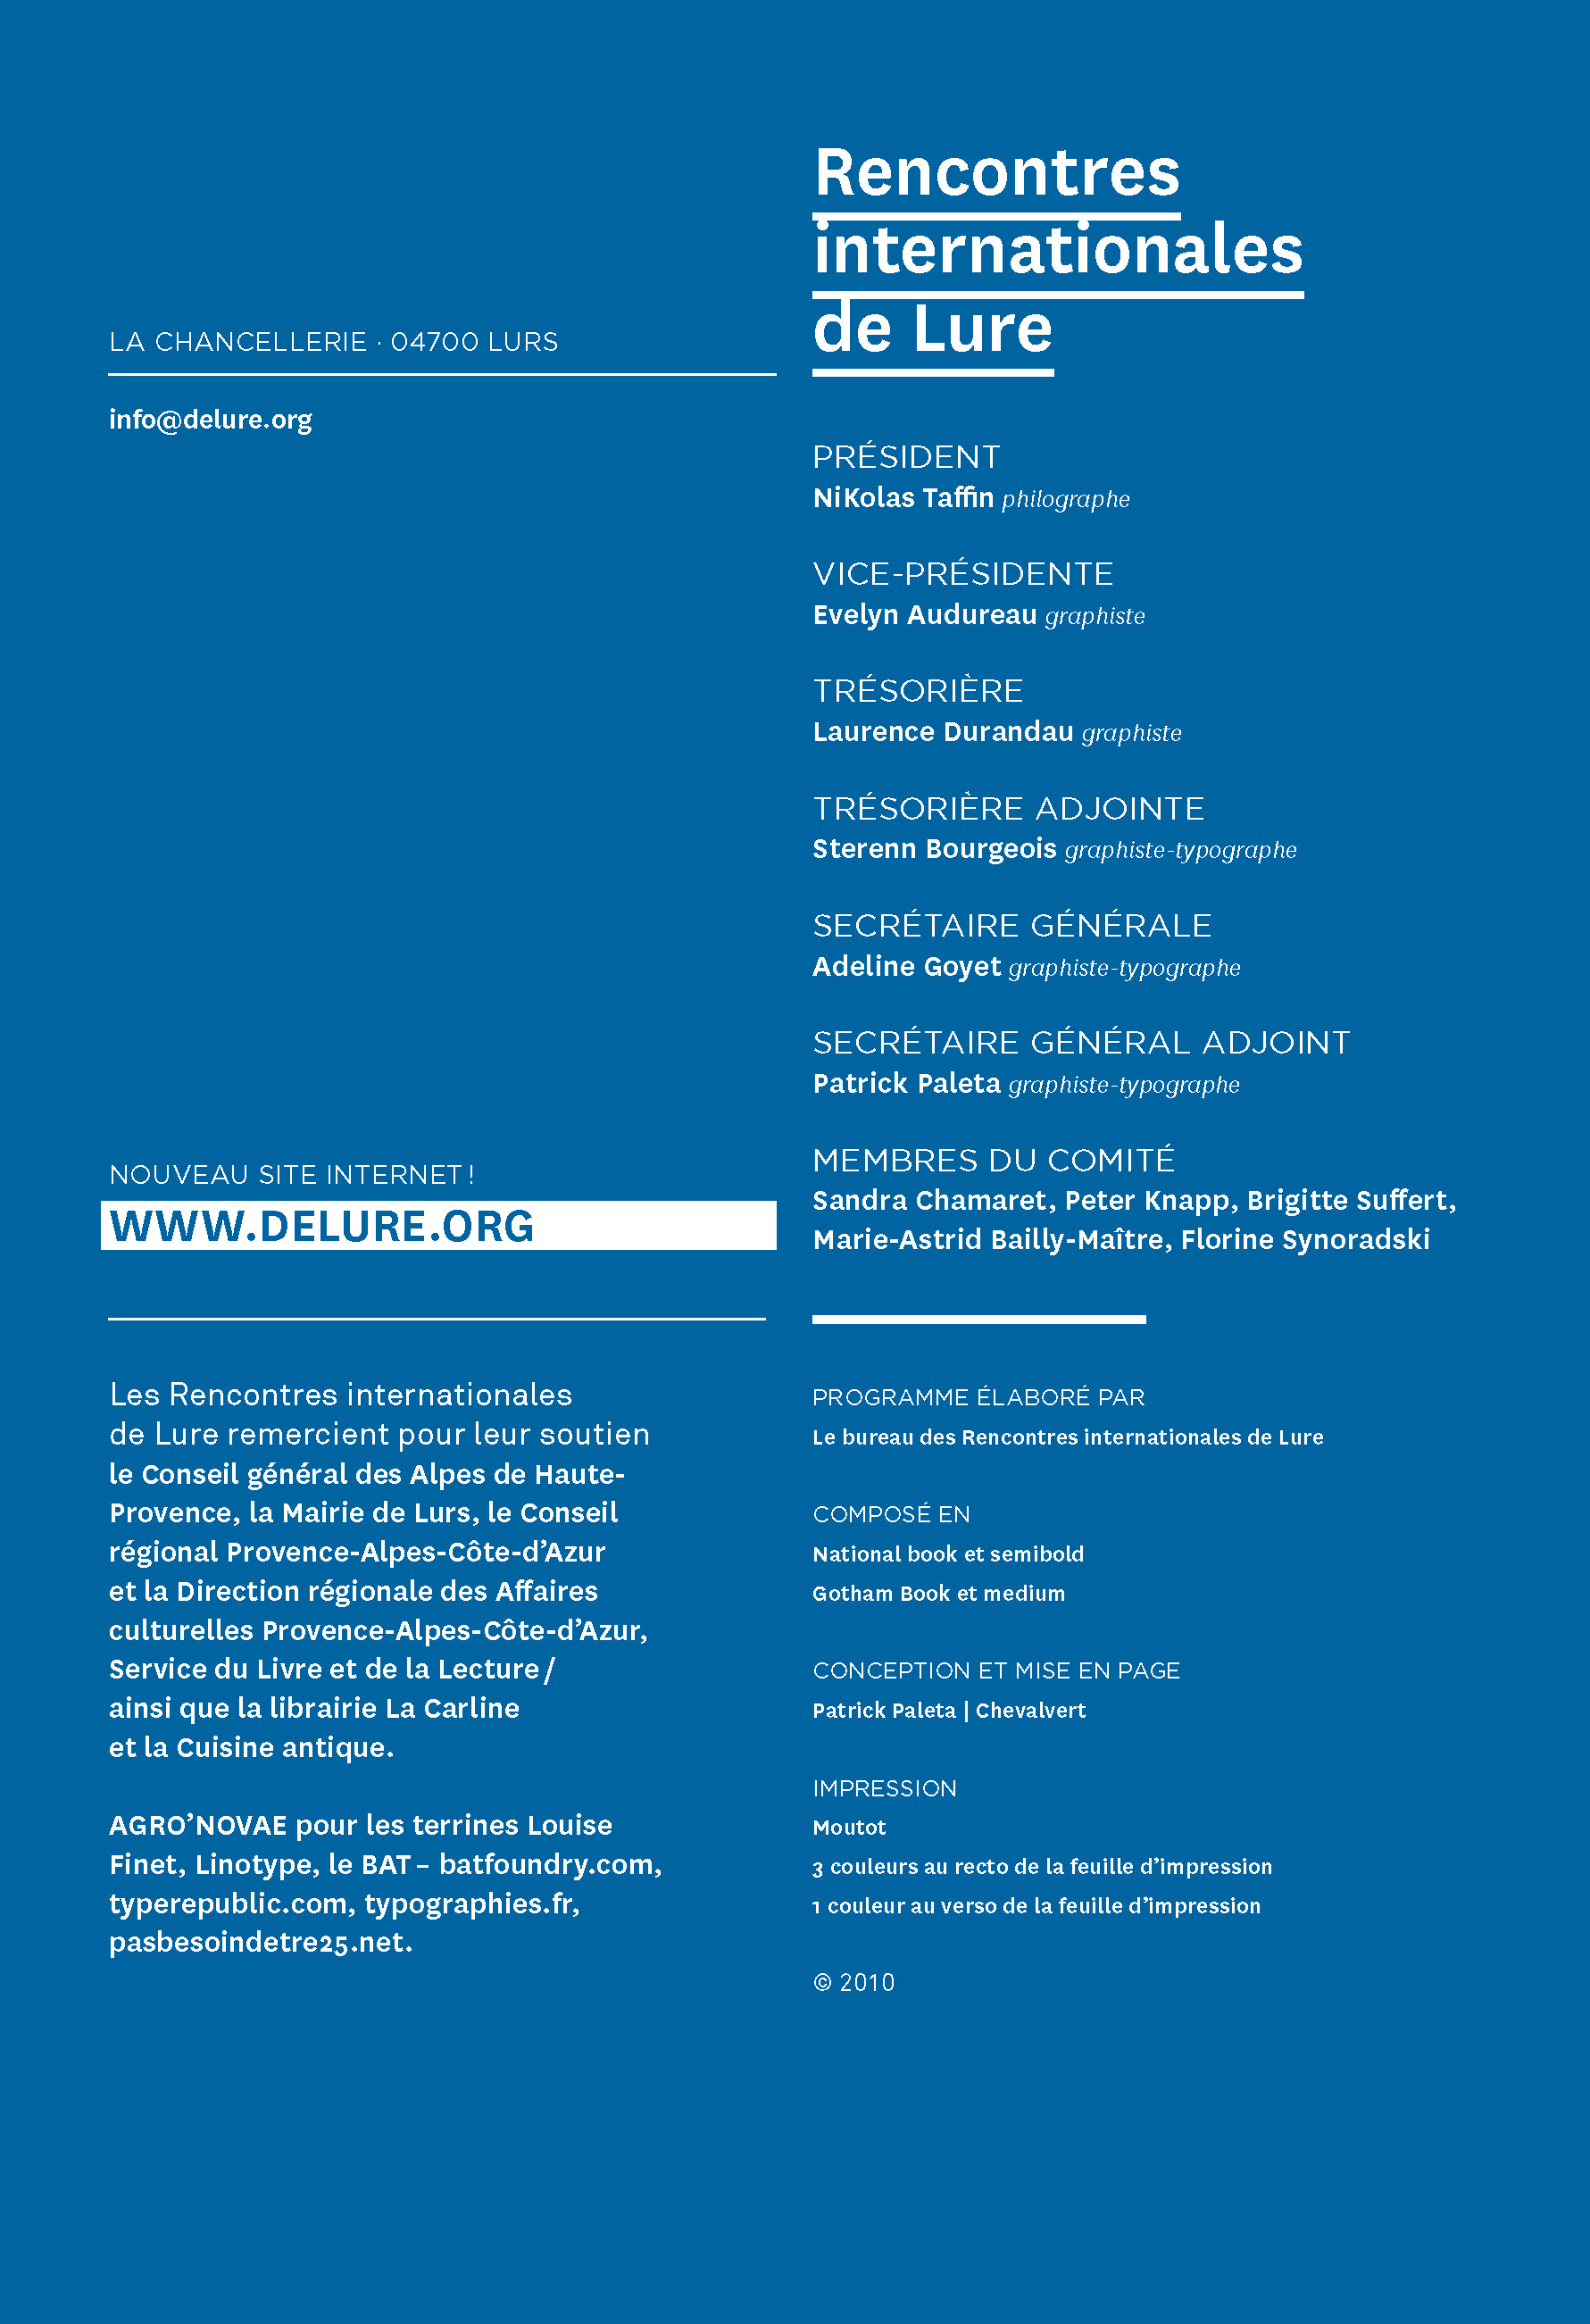 Rencontres
internationales
de Lure
LA CHANCELLERIE · 04700 LURS
info@delure.org
PRÉSIDENT
NiKolas Taffin philographe
VICE-PRÉSIDENTE
Evelyn Audureau graphiste
TRÉSORIÈRE
Laurence Durandau graphiste
TRÉSORIÈRE ADJOINTE
Sterenn Bourgeois graphiste-typographe
SECRÉTAIRE GÉNÉRALE
Adeline Goyet graphiste-typographe
SECRÉTAIRE GÉNÉRAL ADJOINT
Patrick Paleta graphiste-typographe
MEMBRES DU COMITÉ
Sandra Chamaret, Peter Knapp, Brigitte Suffert,
Marie-Astrid Bailly-Maître, Florine Synoradski
NOUVEAU SITE INTERNET !
WWW.DELURE.ORG
Les Rencontres internationales
de Lure remercient pour leur soutien
le Conseil général des Alpes de Haute-
Provence, la Mairie de Lurs, le Conseil
régional Provence-Alpes-Côte-d’Azur
et la Direction régionale des Affaires
culturelles Provence-Alpes-Côte-d’Azur,
Service du Livre et de la Lecture /
ainsi que la librairie La Carline
et la Cuisine antique.
AGRO’NOVAE pour les terrines Louise
Finet, Linotype, le BAT – batfoundry.com,
typerepublic.com, typographies.fr,
pasbesoindetre25.net.
PROGRAMME ÉLABORÉ PAR
Le bureau des Rencontres internationales de Lure
COMPOSÉ EN
National book et semibold
Gotham Book et medium
CONCEPTION ET MISE EN PAGE
Patrick Paleta | Chevalvert
IMPRESSION
Moutot
3 couleurs au recto de la feuille d’impression
1 couleur au verso de la feuille d’impression
© 2010